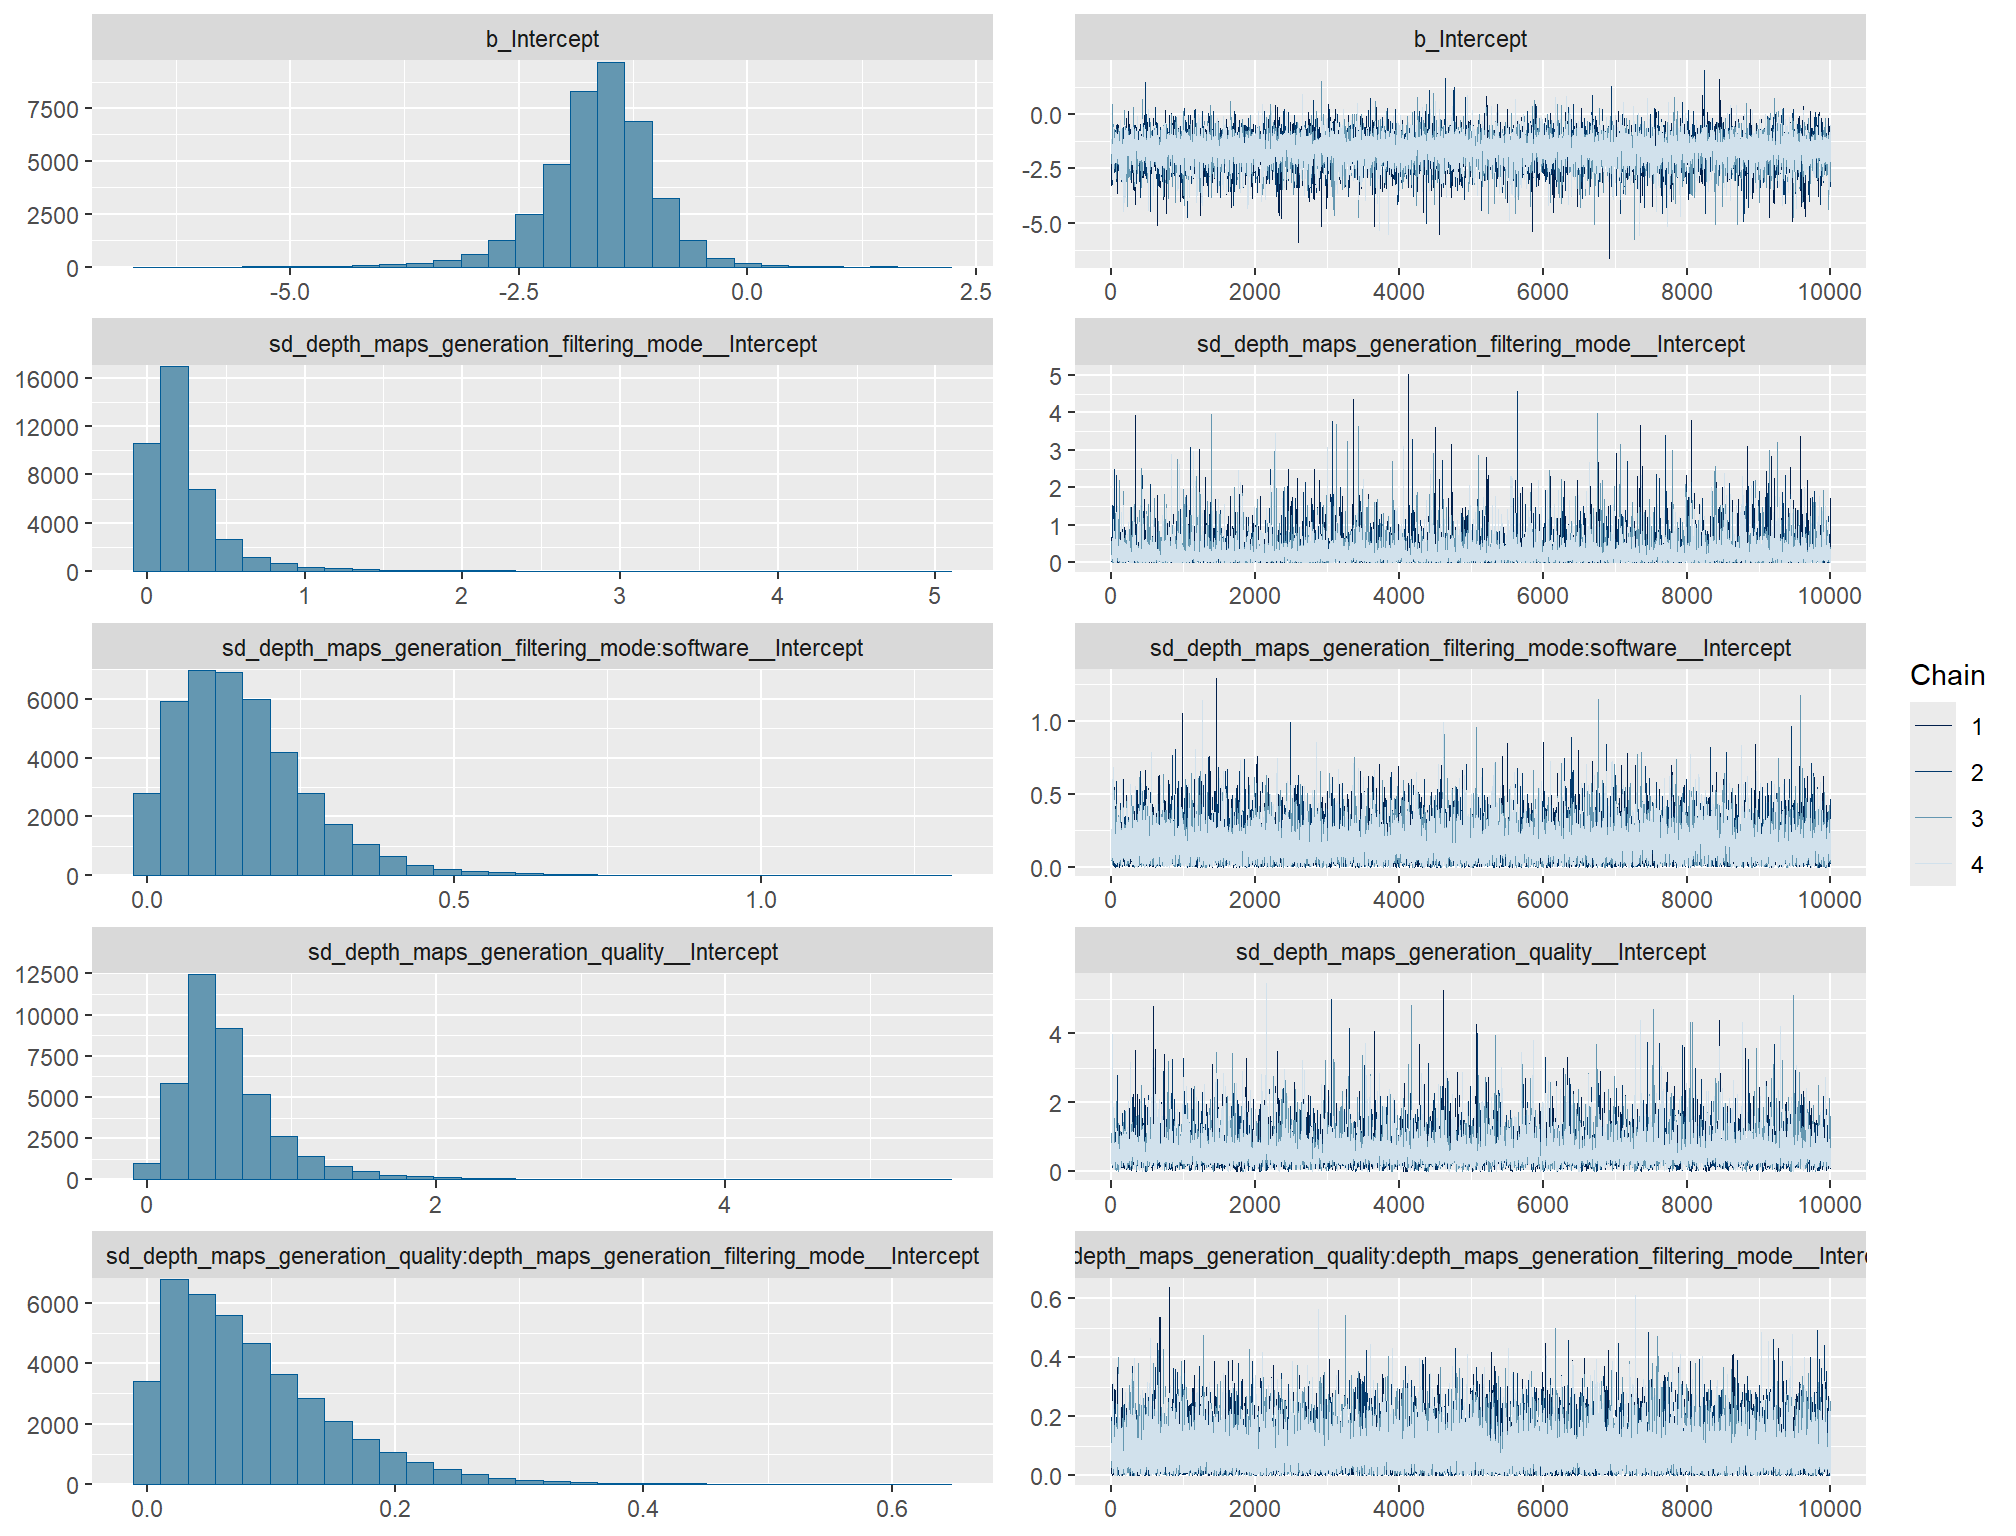 b_Intercept
b_Intercept
7500
5000
2500
0
-5.0 -2.5 0.0 2.5
0.0
-2.5
-5.0
0 2000 4000 6000 8000 10000
sd_depth_maps_generation_filtering_mode__Intercept
sd_depth_maps_generation_filtering_mode__Intercept
16000
12000
8000
4000
0
0 1 2 3 4 5
5
4
3
2
1
0
0 2000 4000 6000 8000 10000
sd_depth_maps_generation_filtering_mode:software__Intercept
sd_depth_maps_generation_filtering_mode:software__Intercept
6000
4000
2000
0
0.0 0.5 1.0
1.0
0.5
0.0
0 2000 4000 6000 8000 10000
Chain
1
2
3
4
sd_depth_maps_generation_quality__Intercept
sd_depth_maps_generation_quality__Intercept
12500
10000
7500
5000
2500
0
0 2 4
4
2
0
0 2000 4000 6000 8000 10000
sd_depth_maps_generation_quality:depth_maps_generation_filtering_mode__Intercept
depth_maps_generation_quality:depth_maps_generation_filtering_mode__Interc
6000
4000
2000
0
0.0 0.2 0.4 0.6
0.6
0.4
0.2
0.0
0 2000 4000 6000 8000 10000